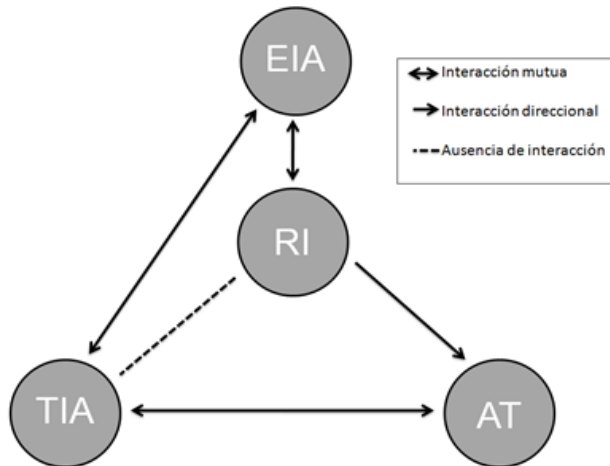 EIA
Interacción mutua
Interacción direccional
Ausencia de interacción
RI
TIA
AT